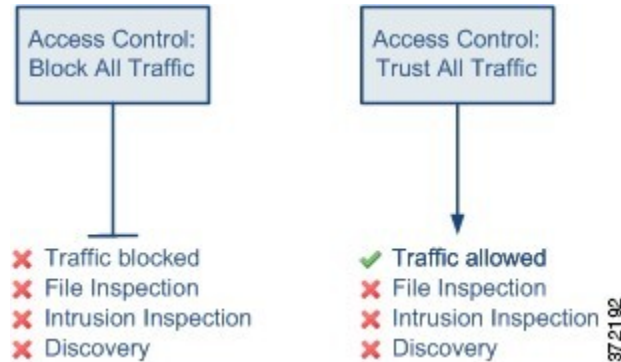 Access Control:
Block All Traffic
Traffic blocked
File Inspection
Intrusion Inspection
Discovery
Access Control:
Trust All Traffic
Traffic allowed
File Inspection
Intrusion Inspection
Discovery
372192